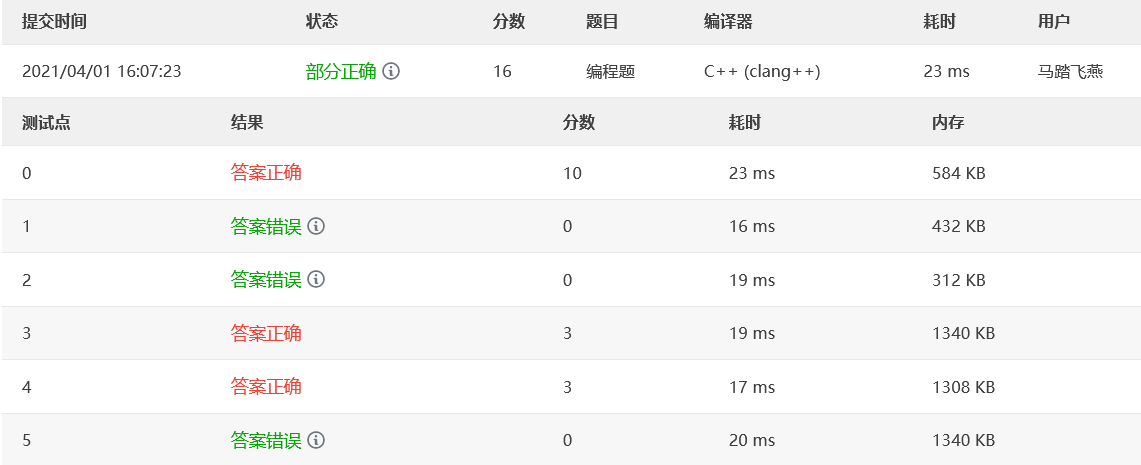 提交时间 状态 分数 题目 编译器 耗时 用户
2021/04/01 16:07:23 部分正确 16 编程题 C++ (clang++) 23 ms 马踏飞燕
测试点 结果 分数 耗时 内存
0 答案正确 10 23 ms 584 KB
1 答案错误 0 16 ms 432 KB
2 答案错误 0 19 ms 312 KB
3 答案正确 3 19 ms 1340 KB
4 答案正确 3 17 ms 1308 KB
5 答案错误 0 20 ms 1340 KB